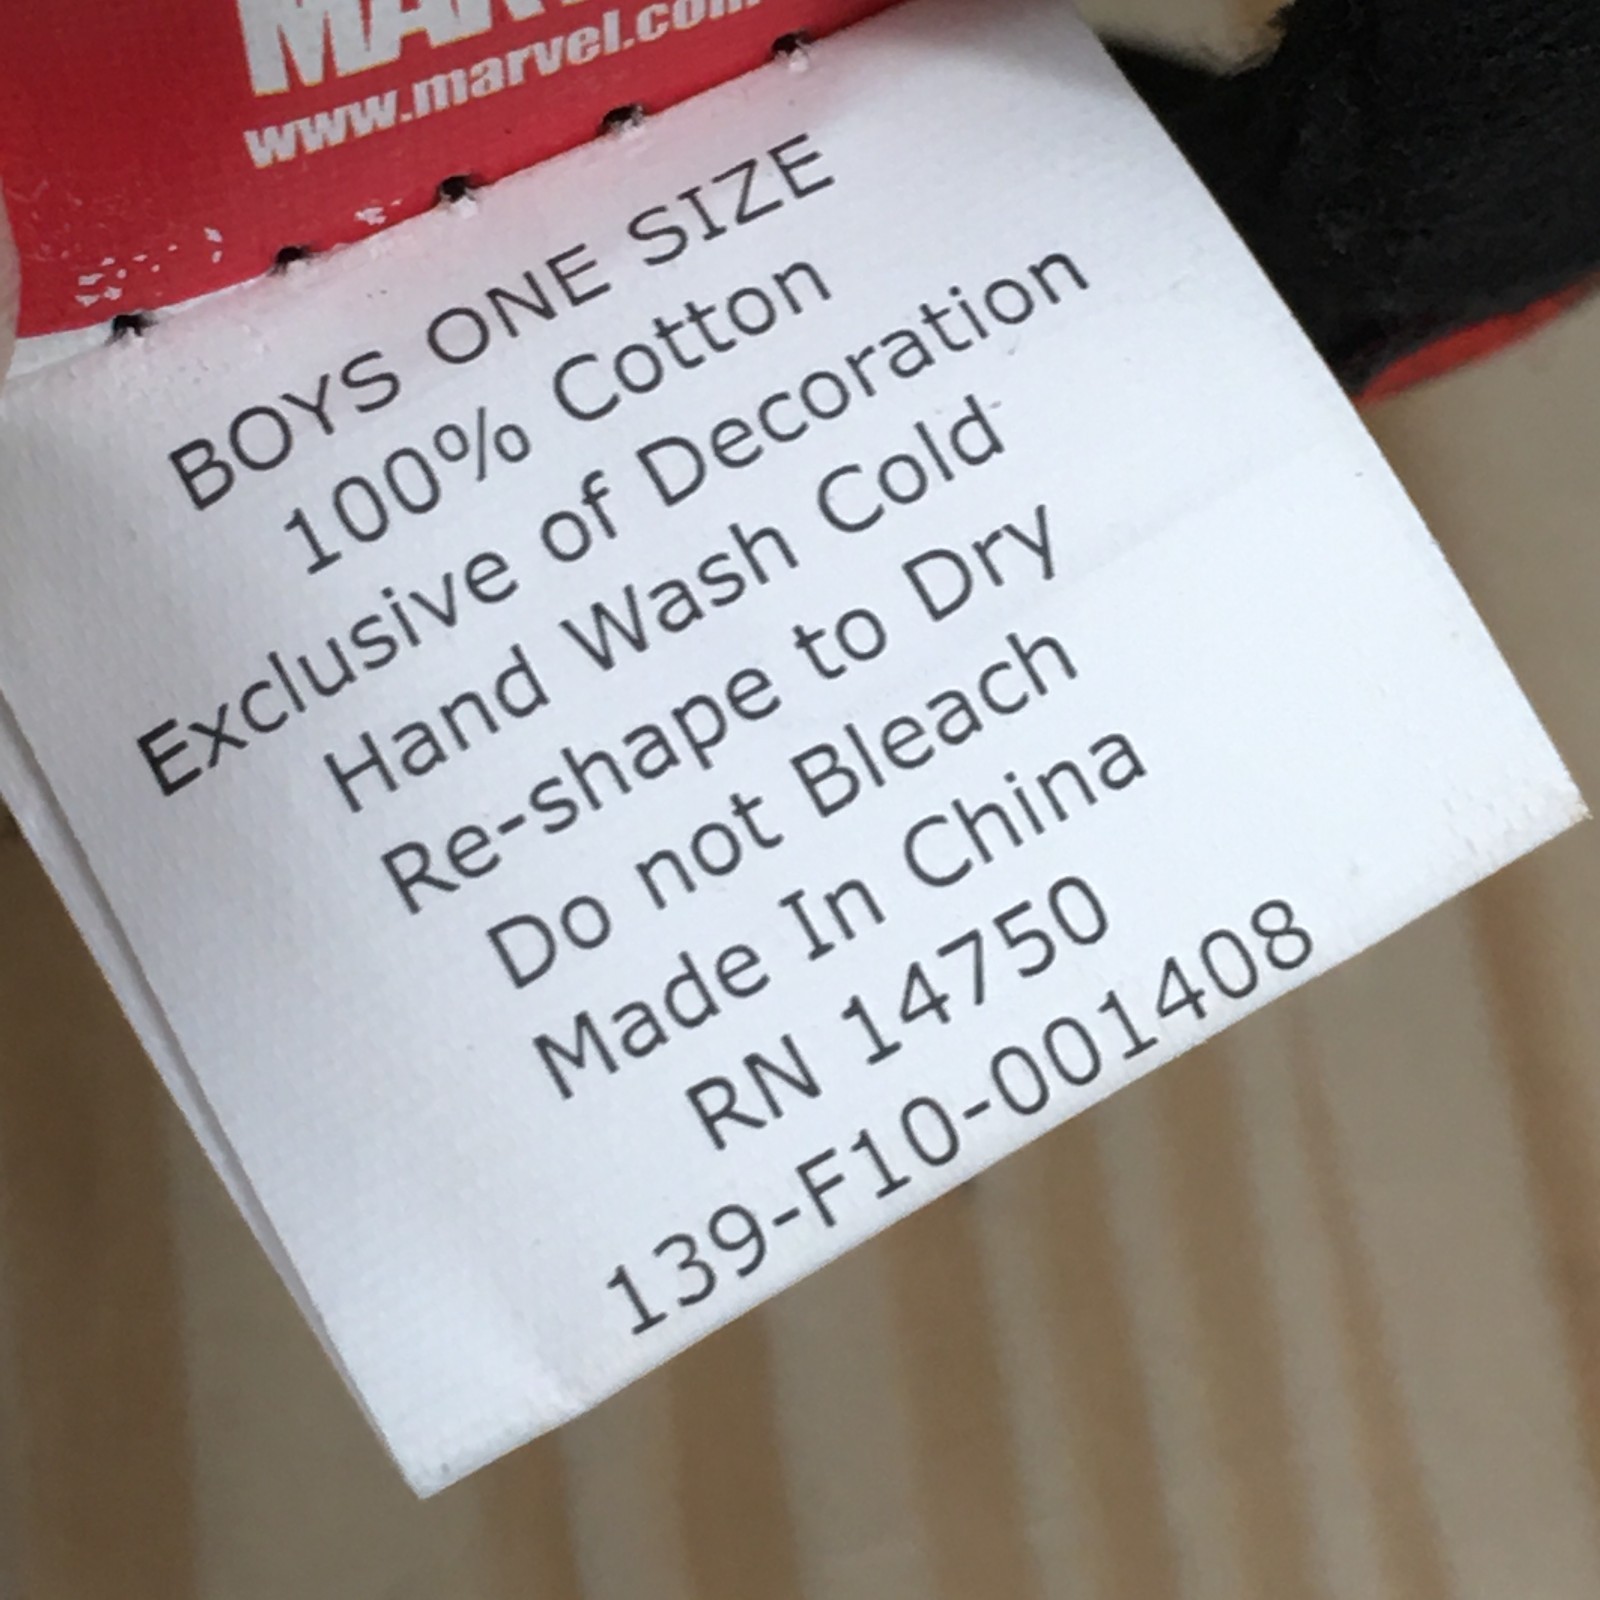 www.marvel.com
BOYS ONE SIZE
100% Cotton
Exclusive of Decoration
Hand Wash Cold
Re-shape to Dry
Do not Bleach
Made In China
RN 14750
139-F10-001408